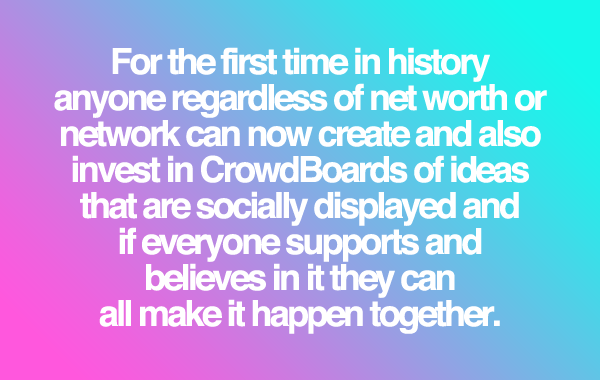 For the first time in history
anyone regardless of net worth or
network can now create and also
invest in CrowdBoards of ideas
that are socially displayed and
if everyone supports and
believes in it they can
all make it happen together.